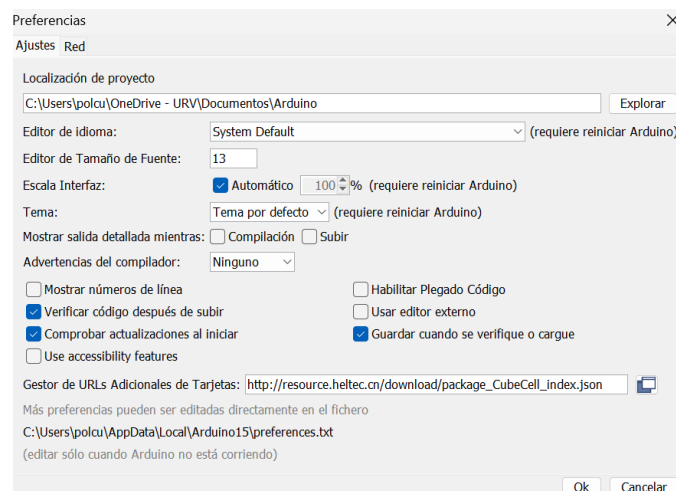 Preferencias
Ajustes Red
Localización de proyecto
C:\Users\polcu\OneDrive - URV\Documentos\Arduino Explorar
Editor de idioma: System Default (requiere reiniciar Arduino)
Editor de Tamaño de Fuente: 13
Escala Interfaz: Automático 100 % (requiere reiniciar Arduino)
Tema: Tema por defecto (requiere reiniciar Arduino)
Mostrar salida detallada mientras: Compilación Subir
Advertencias del compilador: Ninguno
Mostrar números de línea Habilitar Plegado Código
Verificar código después de subir Usar editor externo
Comprobar actualizaciones al iniciar Guardar cuando se verifique o cargue
Use accessibility features
Gestor de URLs Adicionales de Tarjetas: http://resource.heltec.cn/download/package_CubeCell_index.json
Más preferencias pueden ser editadas directamente en el fichero
C:\Users\polcu\AppData\Local\Arduino15\preferences.txt
(editar sólo cuando Arduino no está corriendo)
Ok Cancelar